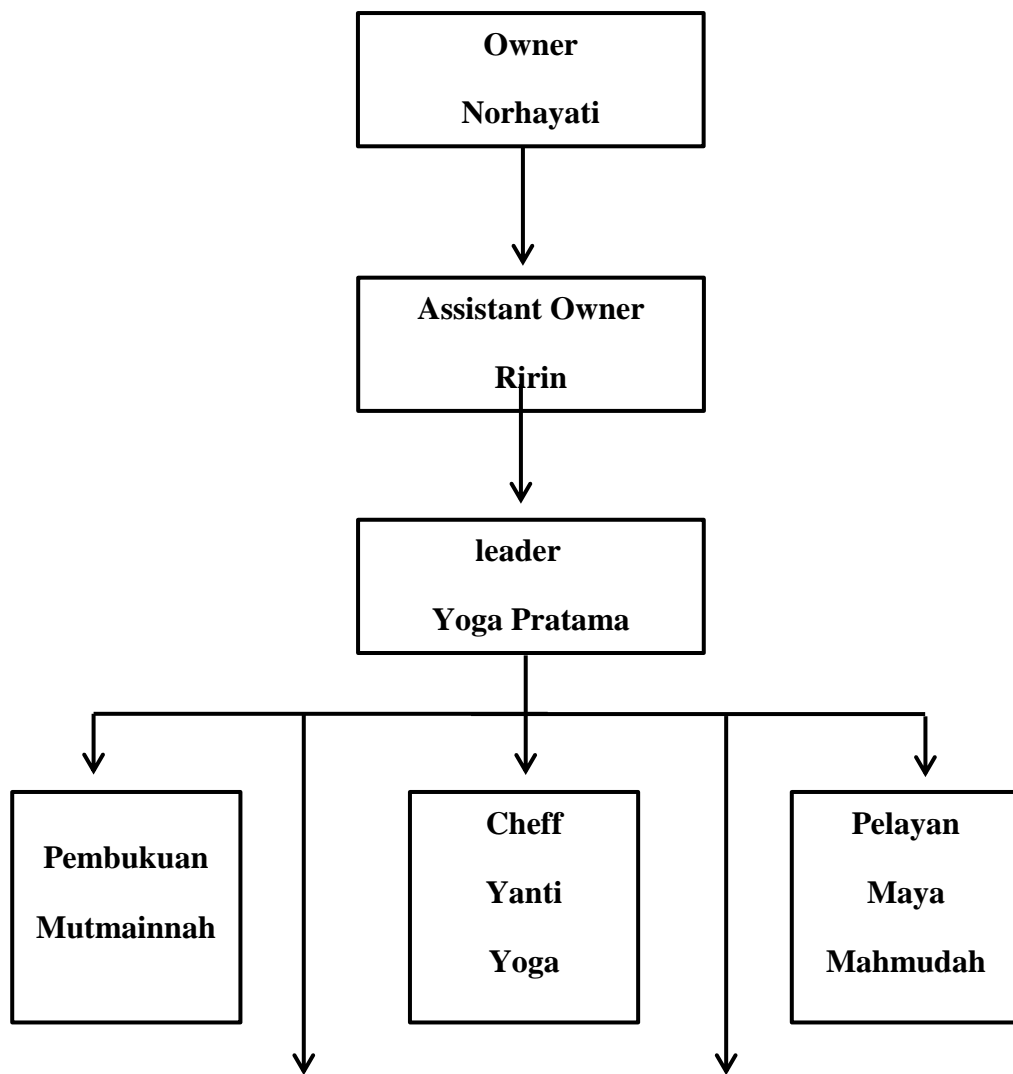 Owner
Norhayati
Assistant Owner
Ririn
leader
Yoga Pratama
Pembukuan
Mutmainnah
Cheff
Yanti
Yoga
Pelayan
Maya
Mahmudah